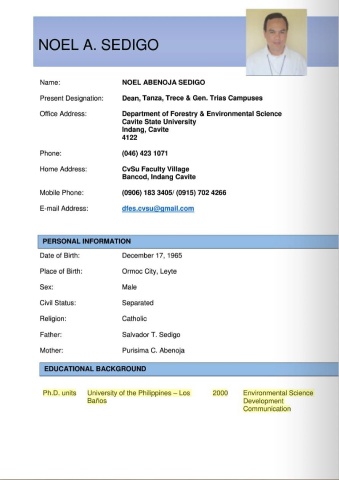 NOEL A. SEDIGO
Name: NOEL ABENOJA SEDIGO
Present Designation: Dean, Tanza, Trece & Gen. Trias Campuses
Office Address: Department of Forestry & Environmental Science
Cavite State University
Indang, Cavite
4122
Phone: (046) 423 1071
Home Address: CvSu Faculty Village
Bancod, Indang Cavite
Mobile Phone: (0906) 183 3405/ (0915) 702 4266
E-mail Address: dfes.cvsu@gmail.com
PERSONAL INFORMATION
Date of Birth: December 17, 1965
Place of Birth: Ormoc City, Leyte
Sex: Male
Civil Status: Separated
Religion: Catholic
Father: Salvador T. Sedigo
Mother: Purisima C. Abenoja
EDUCATIONAL BACKGROUND
Ph.D. units University of the Philippines – Los 2000 Environmental Science
Baños Development
Communication